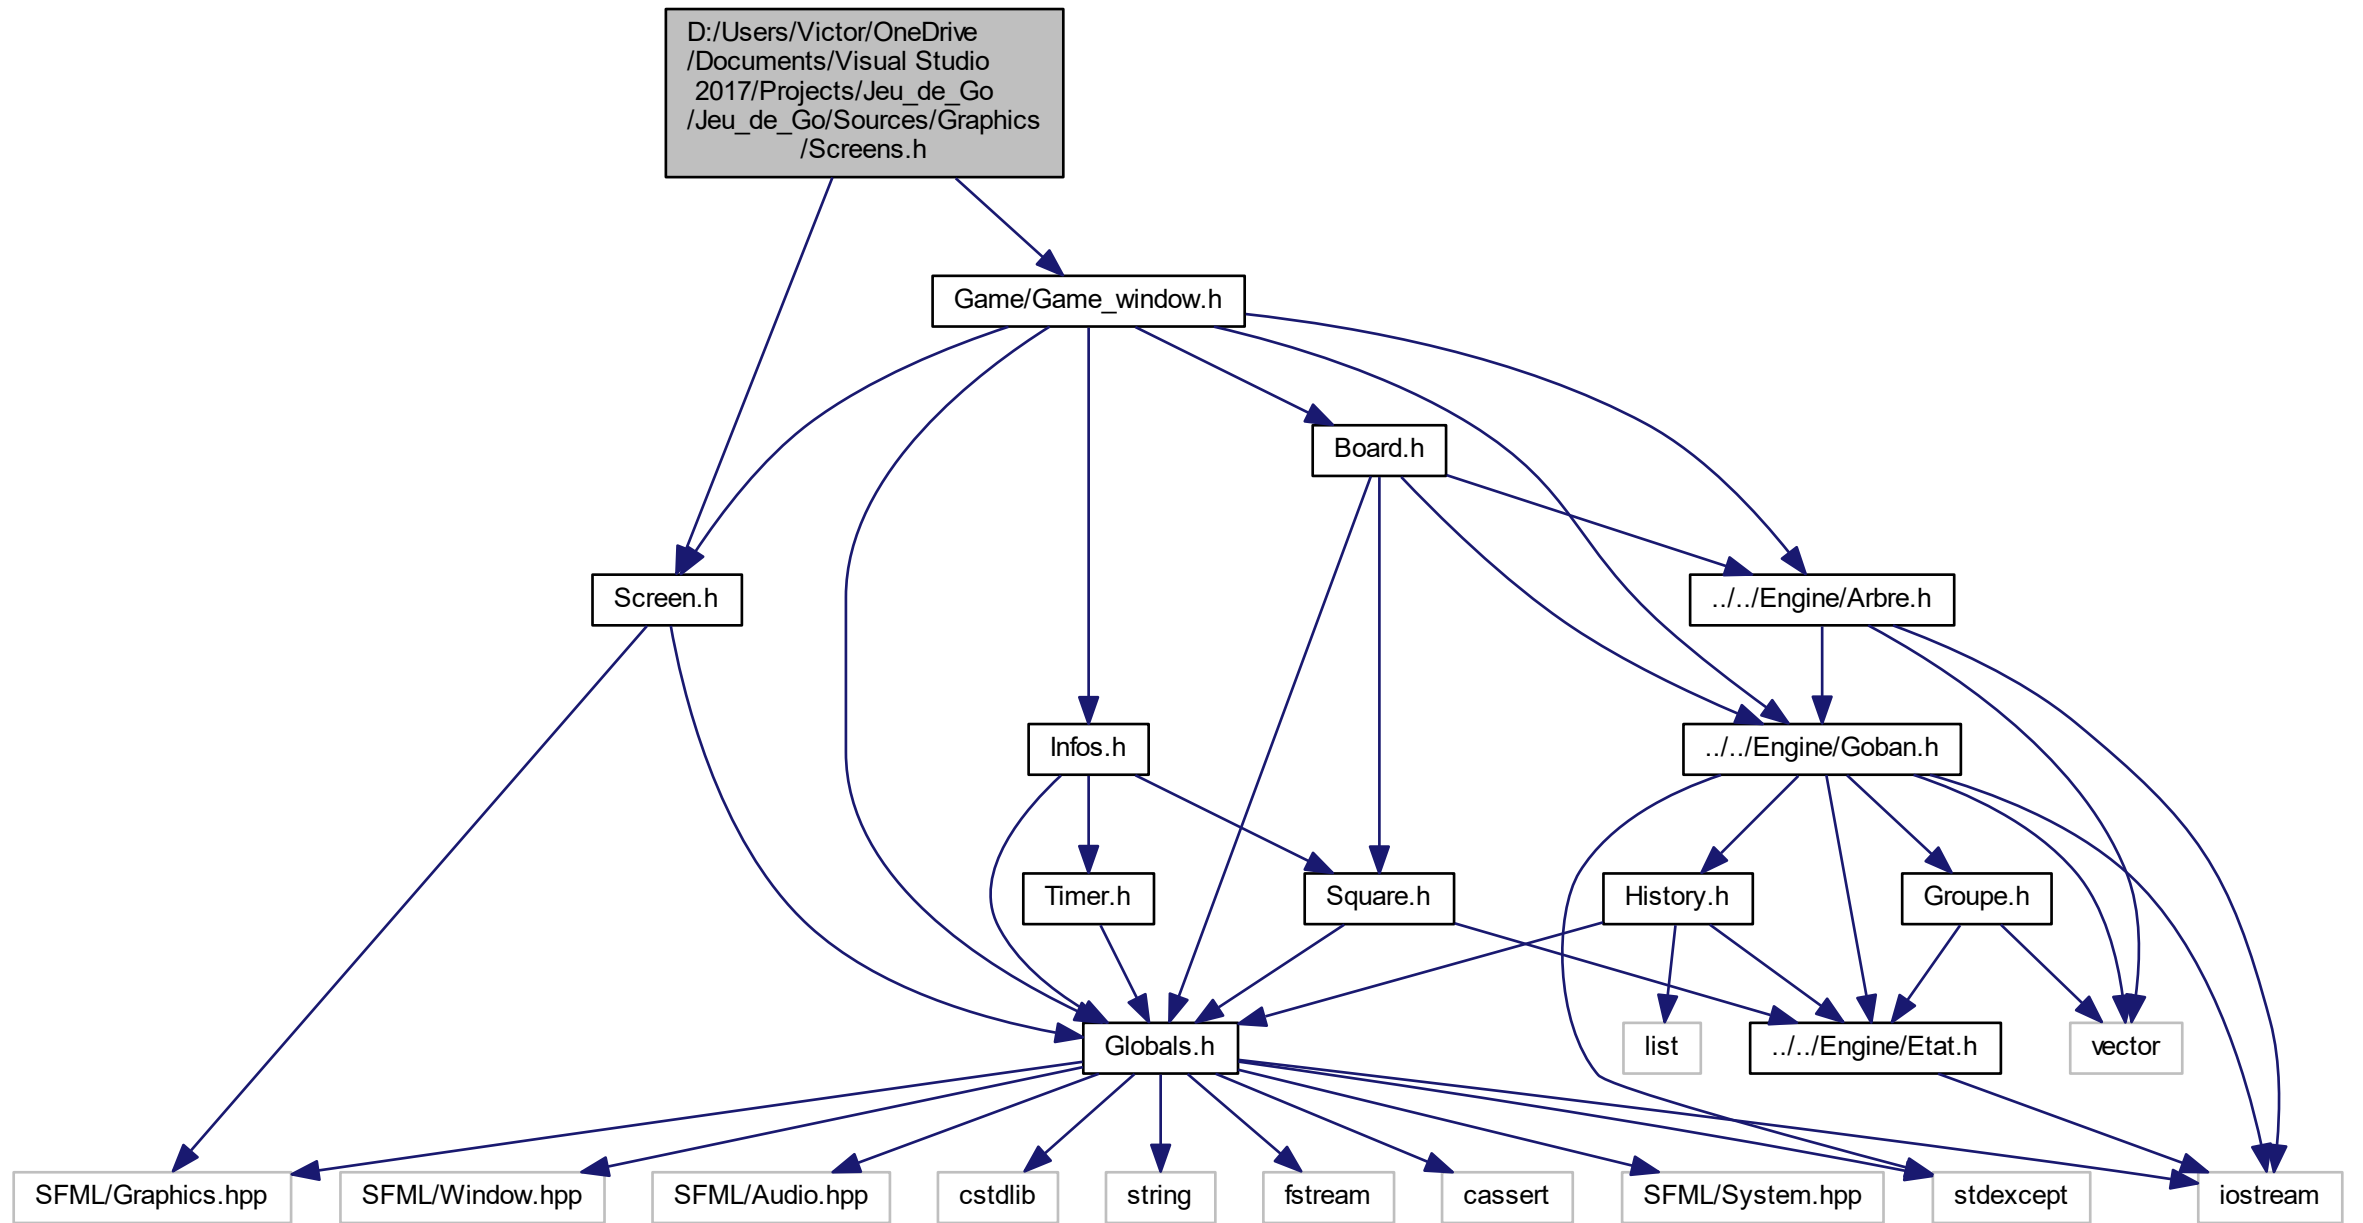 D:/Users/Victor/OneDrive
/Documents/Visual Studio
2017/Projects/Jeu_de_Go
/Jeu_de_Go/Sources/Graphics
/Screens.h
Game/Game_window.h
Board.h
Screen.h
../../Engine/Arbre.h
Infos.h
../../Engine/Goban.h
Timer.h
Square.h
History.h
Groupe.h
Globals.h
list
../../Engine/Etat.h
vector
SFML/Graphics.hpp
SFML/Window.hpp
SFML/Audio.hpp
cstdlib
string
fstream
cassert
SFML/System.hpp
stdexcept
iostream